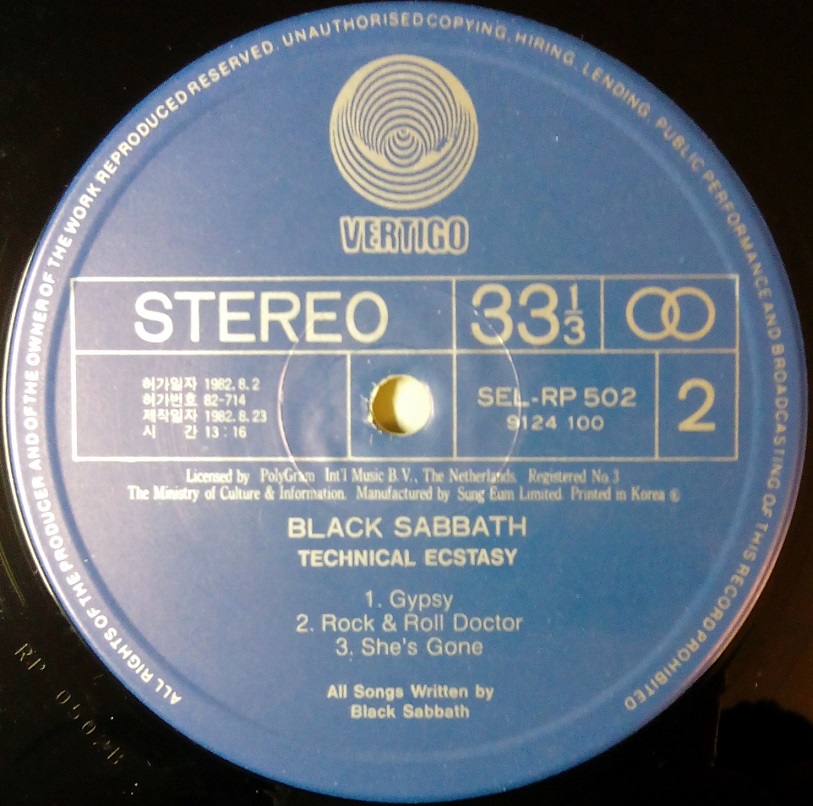 ALL RIGHTS OF THE PRODUCER AND OF THE OWNER OF THE WORK REPRODUCED RESERVED. UNAUTHORISED COPYING, HIRING, LENDING, PUBLIC PERFORMANCE AND BROADCASTING OF THIS RECORD PROHIBITED
VERTIGO
STEREO
33 1/3
허가일자 1982. 8. 2
허가번호 82-714
제작일자 1982. 8. 23
시 간 13 : 16
SEL-RP 502
9124 100
2
Licensed by PolyGram Int'l Music B.V., The Netherlands. Registered No 3
The Ministry of Culture & Information. Manufactured by Sung Eum Limited. Printed in Korea ®
BLACK SABBATH
TECHNICAL ECSTASY
1. Gypsy
2. Rock & Roll Doctor
3. She's Gone
All Songs Written by
Black Sabbath
RP